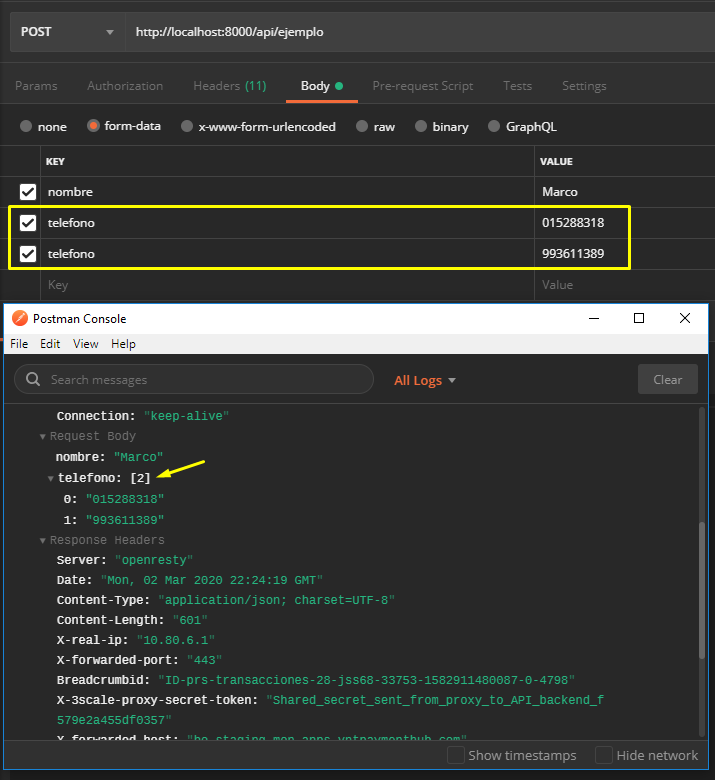 POST http://localhost:8000/api/ejemplo
Params Authorization Headers (11) Body Pre-request Script Tests Settings
none form-data x-www-form-urlencoded raw binary GraphQL
KEY VALUE
nombre Marco
telefono 015288318
telefono 993611389
Key Value
Postman Console
File Edit View Help
Search messages All Logs Clear
Connection: "keep-alive"
Request Body
nombre: "Marco"
telefono: [2]
0: "015288318"
1: "993611389"
Response Headers
Server: "openresty"
Date: "Mon, 02 Mar 2020 22:24:19 GMT"
Content-Type: "application/json; charset=UTF-8"
Content-Length: "601"
X-real-ip: "10.80.6.1"
X-forwarded-port: "443"
Breadcrumbid: "ID-prs-transacciones-28-jss68-33753-1582911480087-0-4798"
X-3scale-proxy-secret-token: "Shared_secret_sent_from_proxy_to_API_backend_f
579e2a455df0357"
X-forwarded-host:
Show timestamps Hide network